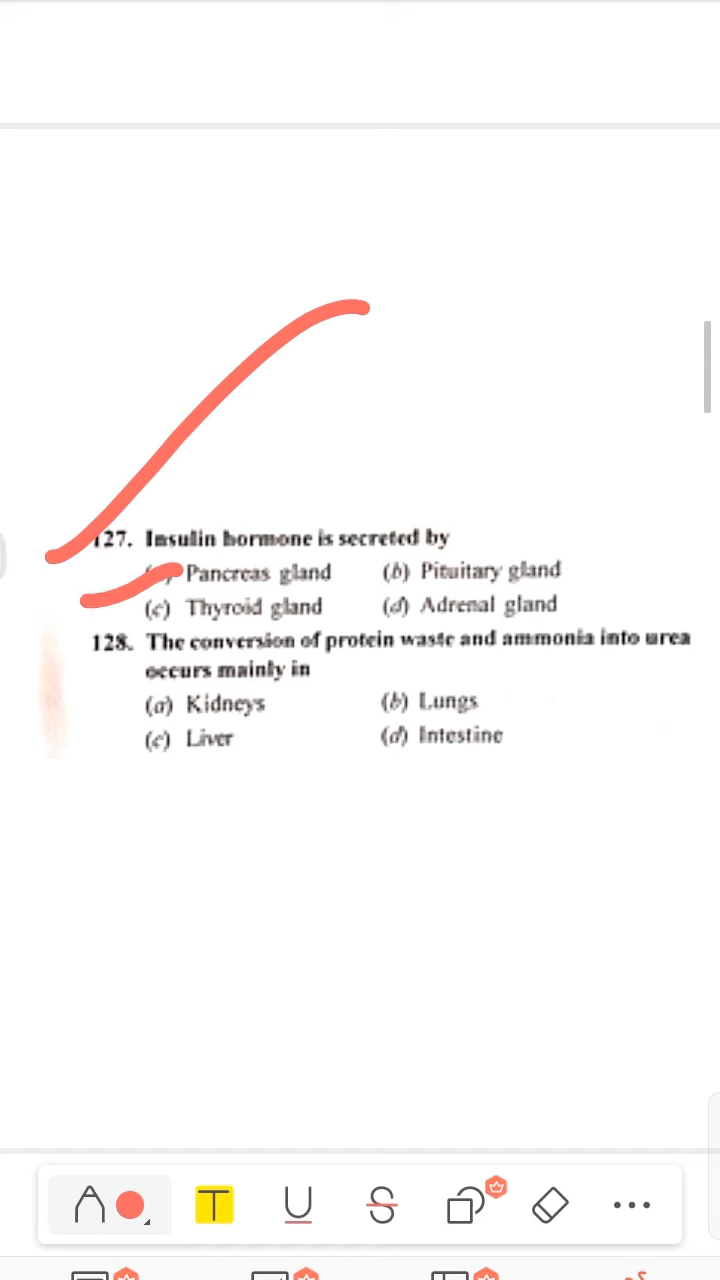 127. Insulin hormone is secreted by
Pancreas gland (b) Pituitary gland
(c) Thyroid gland (d) Adrenal gland
128. The conversion of protein waste and ammonia into urea
occurs mainly in
(a) Kidneys (b) Lungs
(c) Liver (d) Intestine